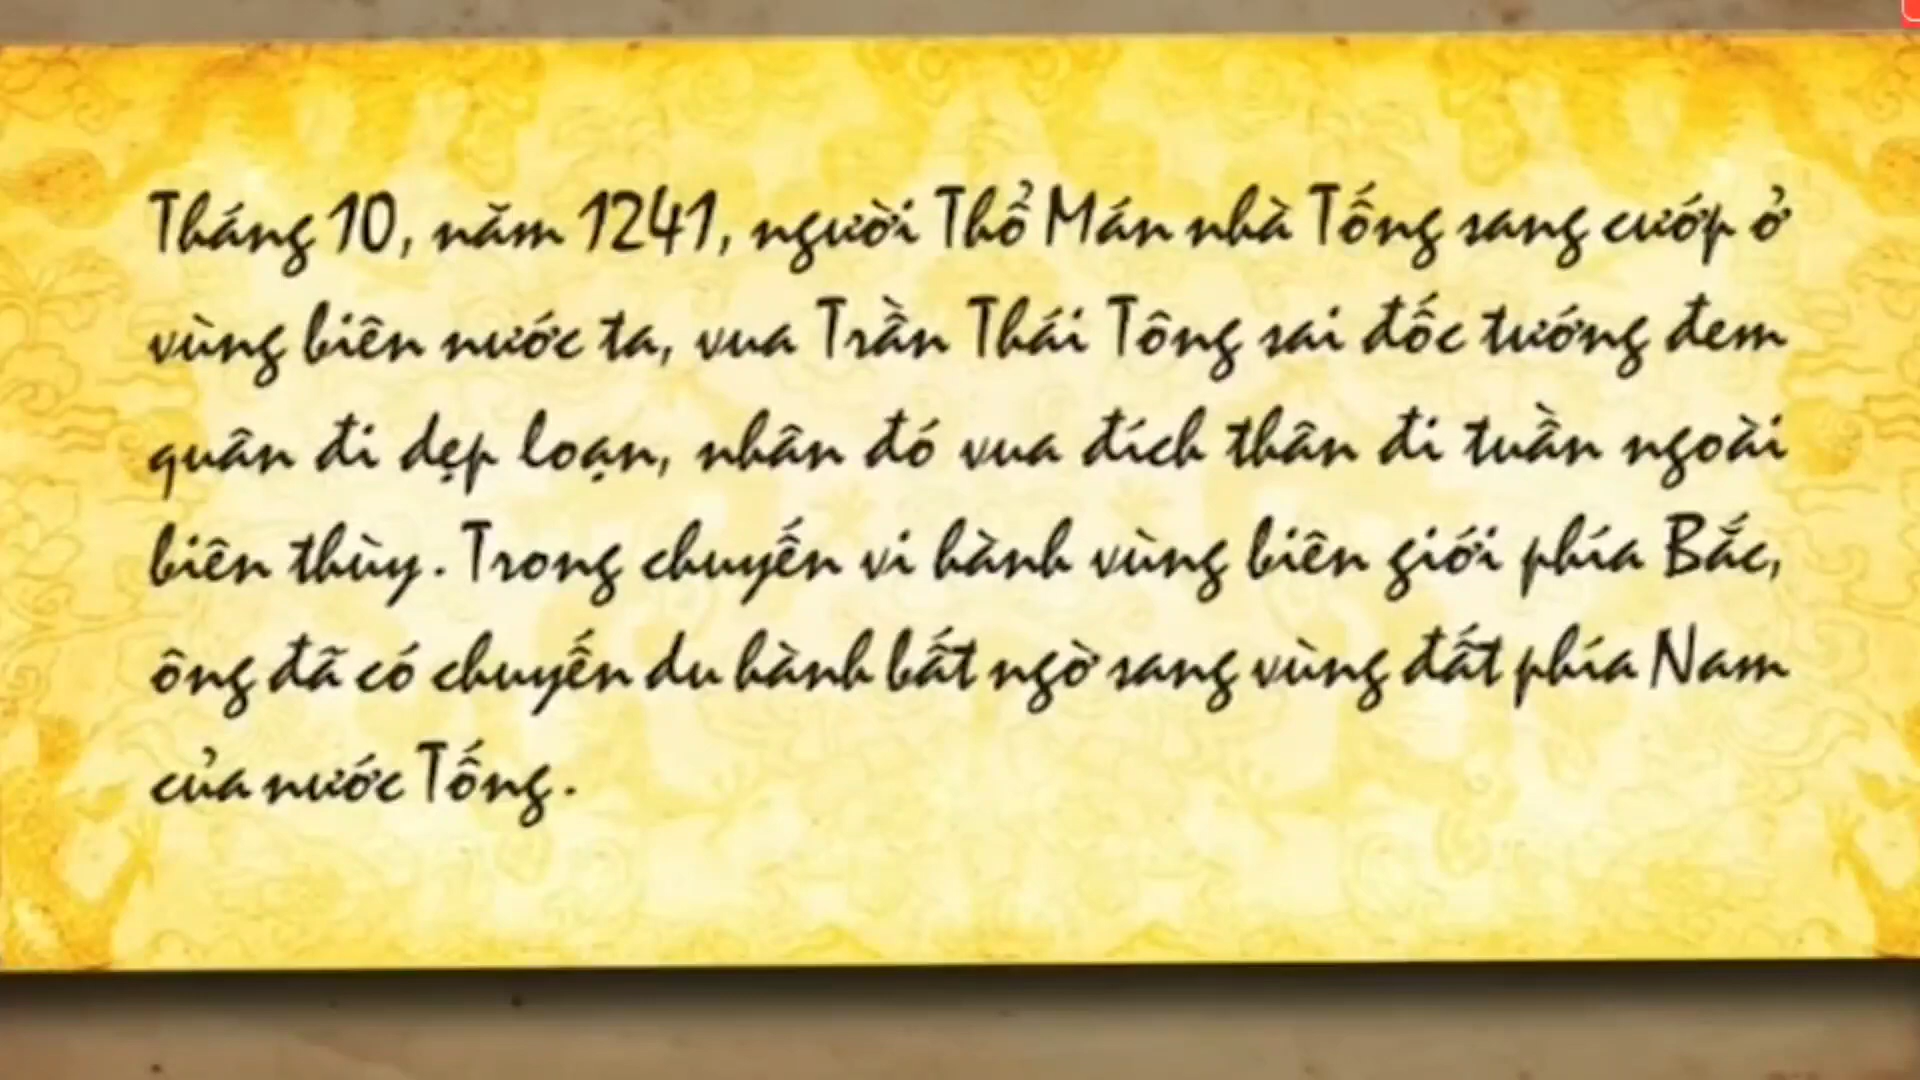 Tháng 10, năm 1241, người Thổ Mán nhà Tống sang cướp ở
vùng biên nước ta, vua Trần Thái Tông sai đốc tướng đem
quân đi dẹp loạn, nhân đó vua đích thân đi tuần ngoài
biên thùy. Trong chuyến vi hành vùng biên giới phía Bắc,
ông đã có chuyến du hành bất ngờ sang vùng đất phía Nam
của nước Tống.